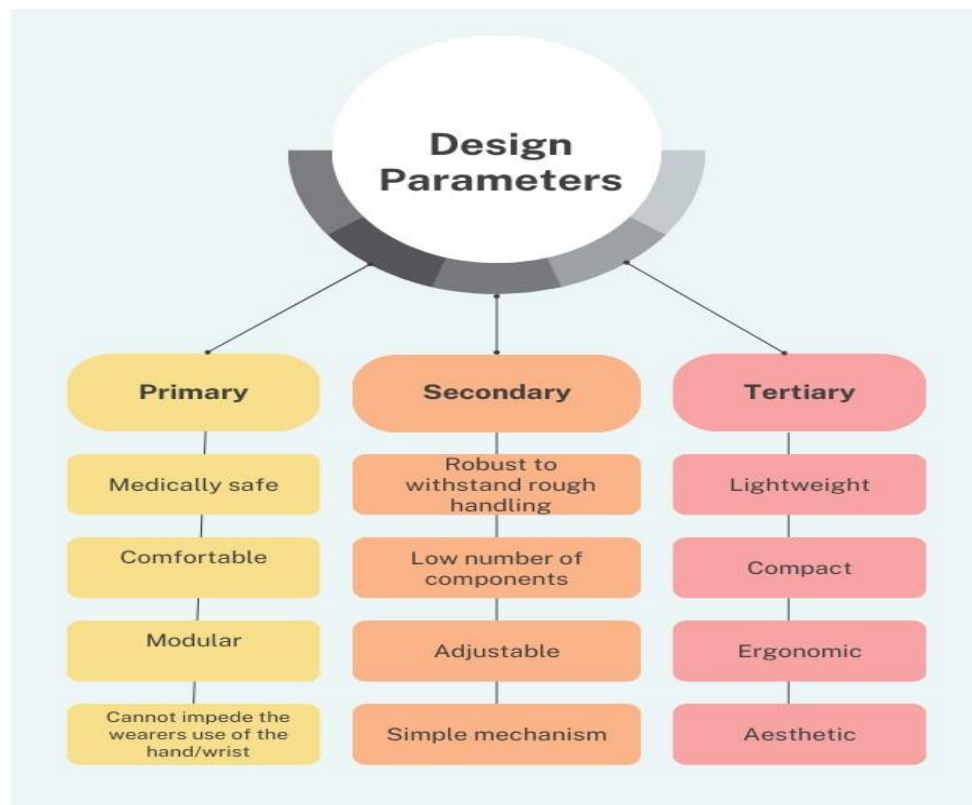 Design
Parameters
Primary
Medically safe
Comfortable
Modular
Cannot impede the
wearers use of the
hand/wrist
Secondary
Robust to
withstand rough
handling
Low number of
components
Adjustable
Simple mechanism
Tertiary
Lightweight
Compact
Ergonomic
Aesthetic